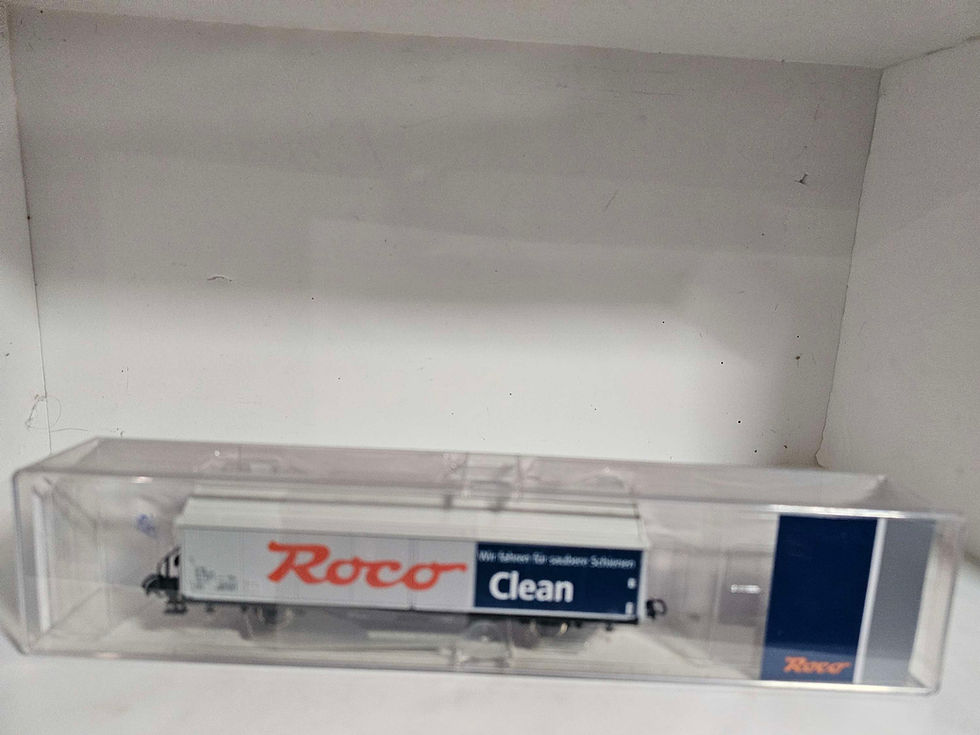 Roco
Wir fahren für saubere Schienen
Clean
Roco